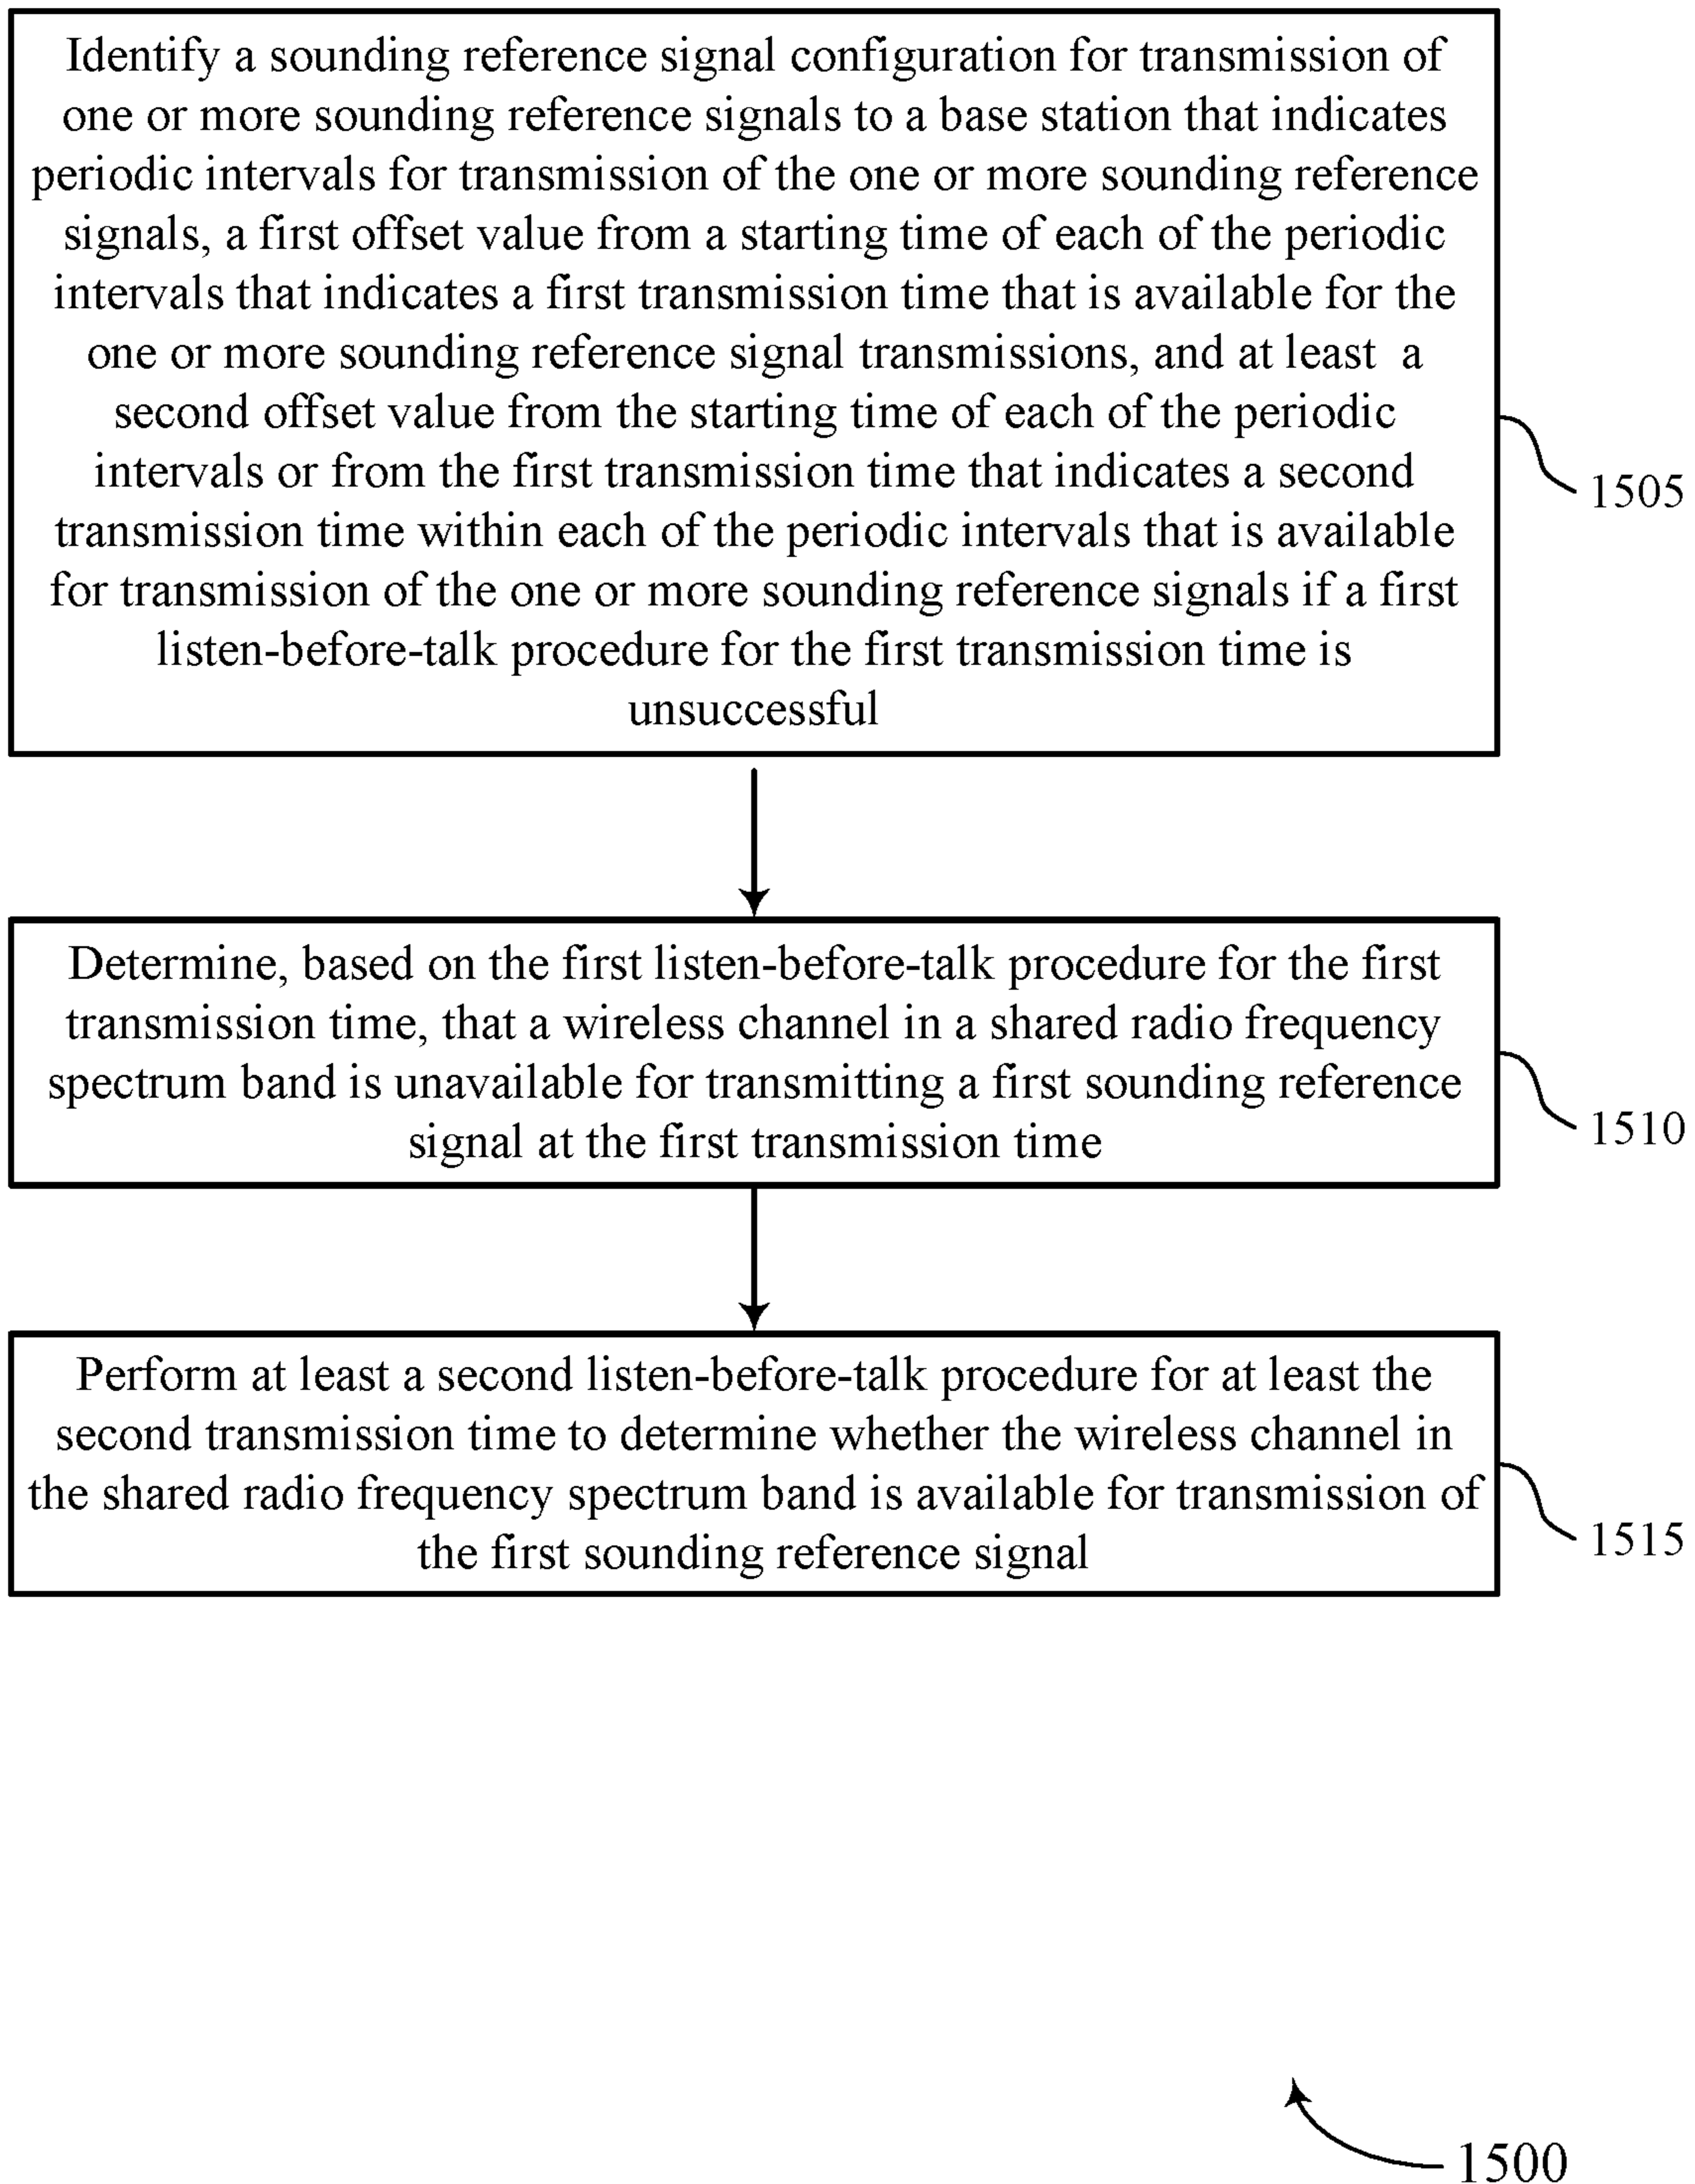 Identify a sounding reference signal configuration for transmission of
one or more sounding reference signals to a base station that indicates
periodic intervals for transmission of the one or more sounding reference
signals, a first offset value from a starting time of each of the periodic
intervals that indicates a first transmission time that is available for the
one or more sounding reference signal transmissions, and at least a
second offset value from the starting time of each of the periodic
intervals or from the first transmission time that indicates a second
transmission time within each of the periodic intervals that is available
for transmission of the one or more sounding reference signals if a first
listen-before-talk procedure for the first transmission time is
unsuccessful
1505
Determine, based on the first listen-before-talk procedure for the first
transmission time, that a wireless channel in a shared radio frequency
spectrum band is unavailable for transmitting a first sounding reference
signal at the first transmission time
1510
Perform at least a second listen-before-talk procedure for at least the
second transmission time to determine whether the wireless channel in
the shared radio frequency spectrum band is available for transmission of
the first sounding reference signal
1515
1500